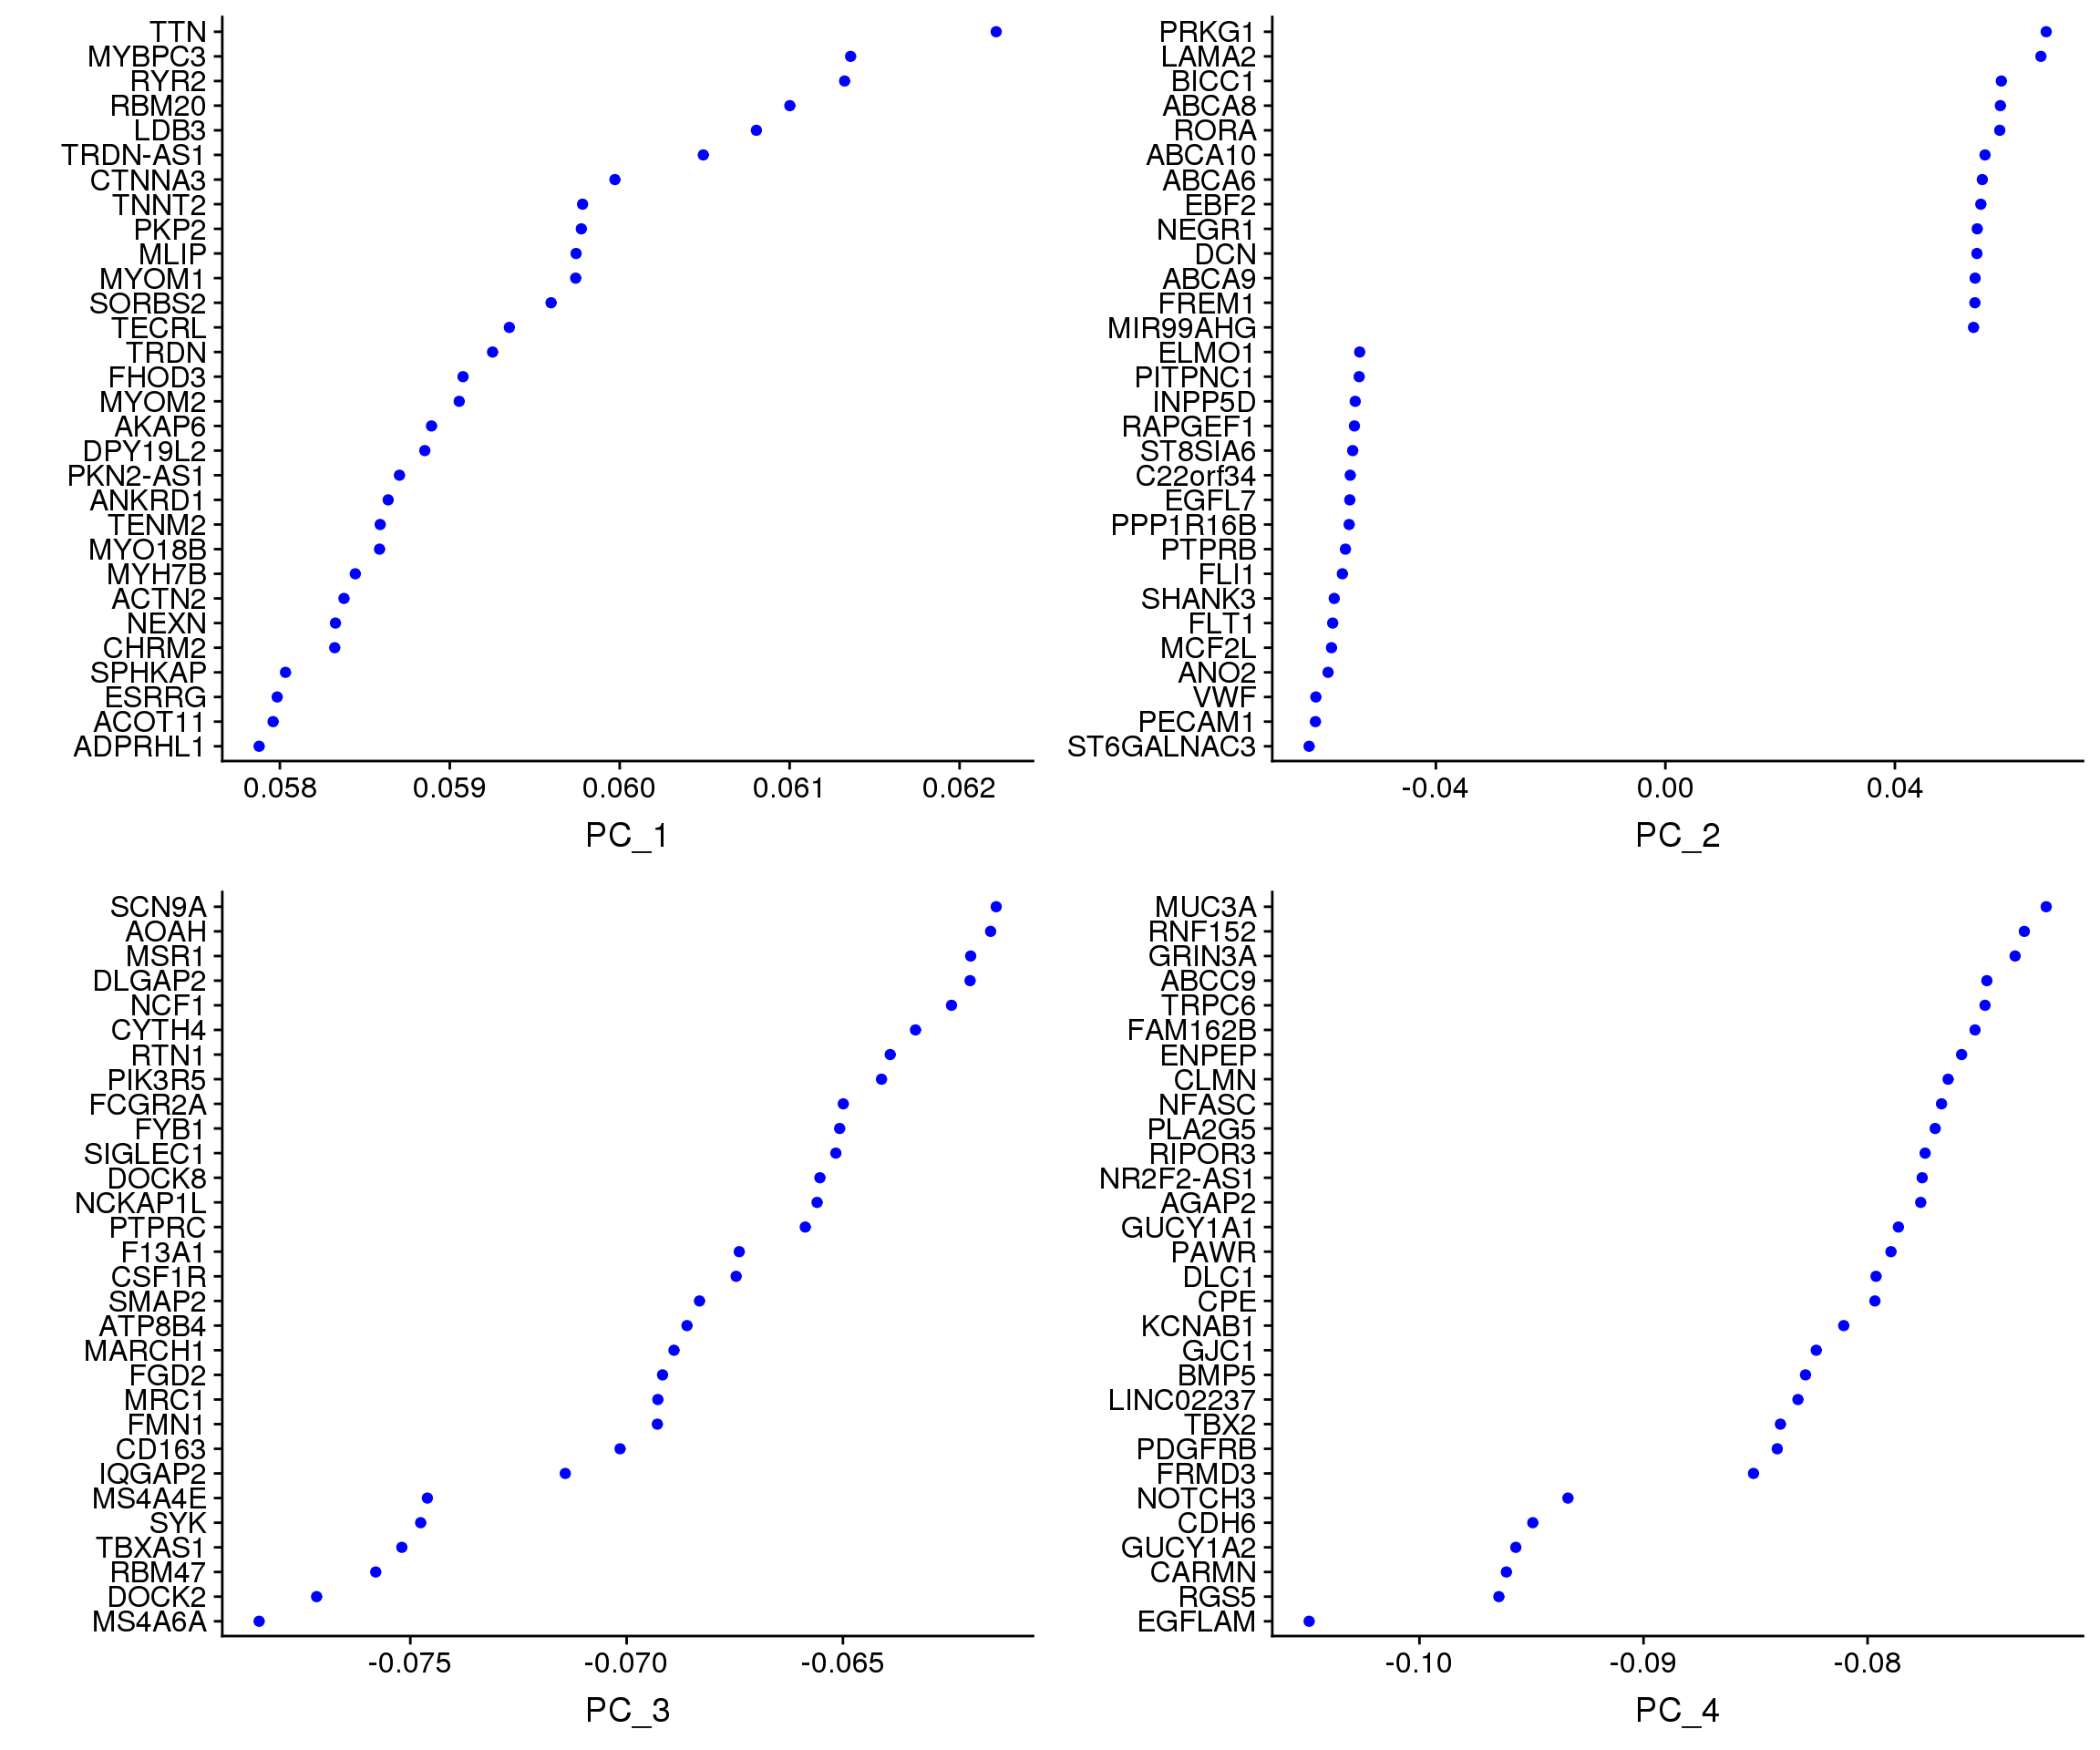 TTN
MYBPC3
RYR2
RBM20
LDB3
TRDN-AS1
CTNNA3
TNNT2
PKP2
MLIP
MYOM1
SORBS2
TECRL
TRDN
FHOD3
MYOM2
AKAP6
DPY19L2
PKN2-AS1
ANKRD1
TENM2
MYO18B
MYH7B
ACTN2
NEXN
CHRM2
SPHKAP
ESRRG
ACOT11
ADPRHL1
0.058 0.059 0.060 0.061 0.062
PC_1
PRKG1
LAMA2
BICC1
ABCA8
RORA
ABCA10
ABCA6
EBF2
NEGR1
DCN
ABCA9
FREM1
MIR99AHG
ELMO1
PITPNC1
INPP5D
RAPGEF1
ST8SIA6
C22orf34
EGFL7
PPP1R16B
PTPRB
FLI1
SHANK3
FLT1
MCF2L
ANO2
VWF
PECAM1
ST6GALNAC3
-0.04 0.00 0.04
PC_2
SCN9A
AOAH
MSR1
DLGAP2
NCF1
CYTH4
RTN1
PIK3R5
FCGR2A
FYB1
SIGLEC1
DOCK8
NCKAP1L
PTPRC
F13A1
CSF1R
SMAP2
ATP8B4
MARCH1
FGD2
MRC1
FMN1
CD163
IQGAP2
MS4A4E
SYK
TBXAS1
RBM47
DOCK2
MS4A6A
-0.075 -0.070 -0.065
PC_3
MUC3A
RNF152
GRIN3A
ABCC9
TRPC6
FAM162B
ENPEP
CLMN
NFASC
PLA2G5
RIPOR3
NR2F2-AS1
AGAP2
GUCY1A1
PAWR
DLC1
CPE
KCNAB1
GJC1
BMP5
LINC02237
TBX2
PDGFRB
FRMD3
NOTCH3
CDH6
GUCY1A2
CARMN
RGS5
EGFLAM
-0.10 -0.09 -0.08
PC_4